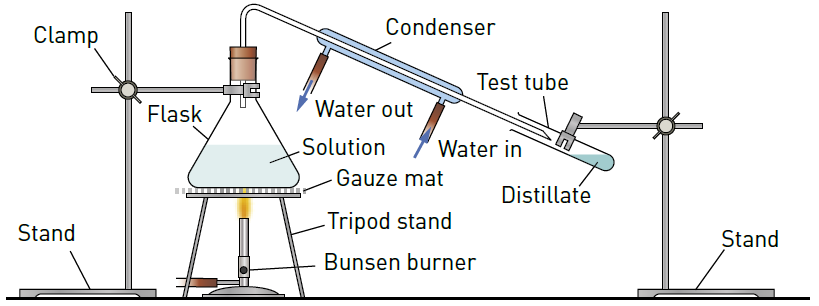 Clamp
Condenser
Test tube
Flask
Water out
Solution
Water in
Gauze mat
Distillate
Tripod stand
Stand
Stand
Bunsen burner